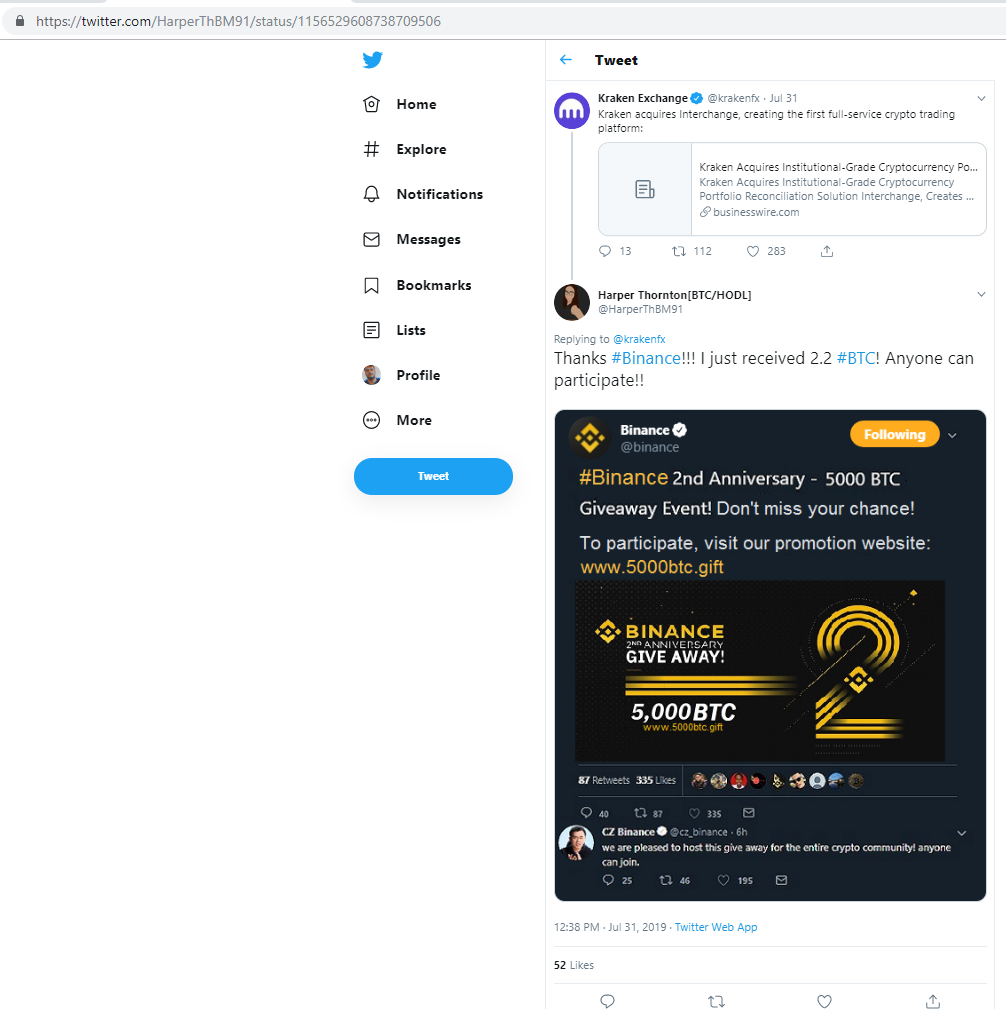 https://twitter.com/HarperThBM91/status/1156529608738709506
Home
Explore
Notifications
Messages
Bookmarks
Lists
Profile
More
Tweet
Tweet
Kraken Exchange @krakenfx · Jul 31
Kraken acquires Interchange, creating the first full-service crypto trading
platform:
Kraken Acquires Institutional-Grade Cryptocurrency Po...
Kraken Acquires Institutional-Grade Cryptocurrency
Portfolio Reconciliation Solution Interchange, Creates ...
businesswire.com
13 112 283
Harper Thornton[BTC/HODL]
@HarperThBM91
Replying to @krakenfx
Thanks #Binance!!! I just received 2.2 #BTC! Anyone can
participate!!
Binance
@binance
Following
#Binance 2nd Anniversary - 5000 BTC
Giveaway Event! Don't miss your chance!
To participate, visit our promotion website:
www.5000btc.gift
BINANCE
2ND ANNIVERSARY
GIVE AWAY!
5,000 BTC
www.5000btc.gift
87 Retweets 335 Likes
40 87 335
CZ Binance @cz_binance · 6h
we are pleased to host this give away for the entire crypto community! anyone
can join.
25 46 195
12:38 PM · Jul 31, 2019 · Twitter Web App
52 Likes